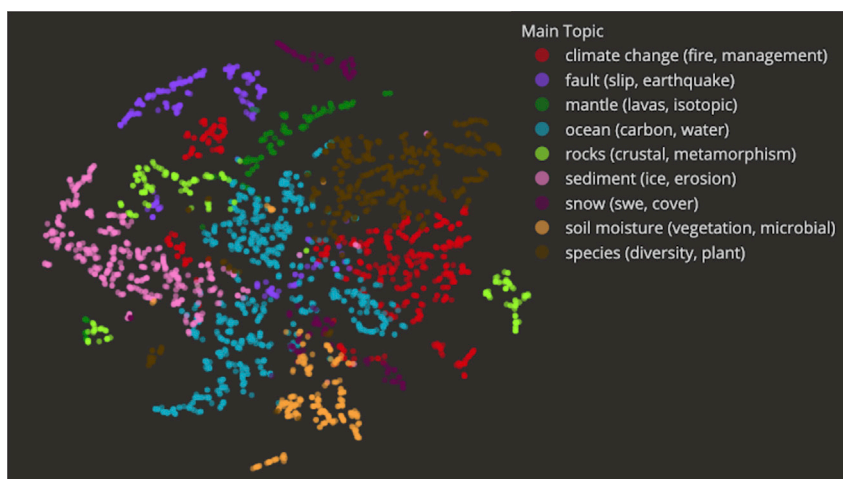 Main Topic
climate change (fire, management)
fault (slip, earthquake)
mantle (lavas, isotopic)
ocean (carbon, water)
rocks (crustal, metamorphism)
sediment (ice, erosion)
snow (swe, cover)
soil moisture (vegetation, microbial)
species (diversity, plant)